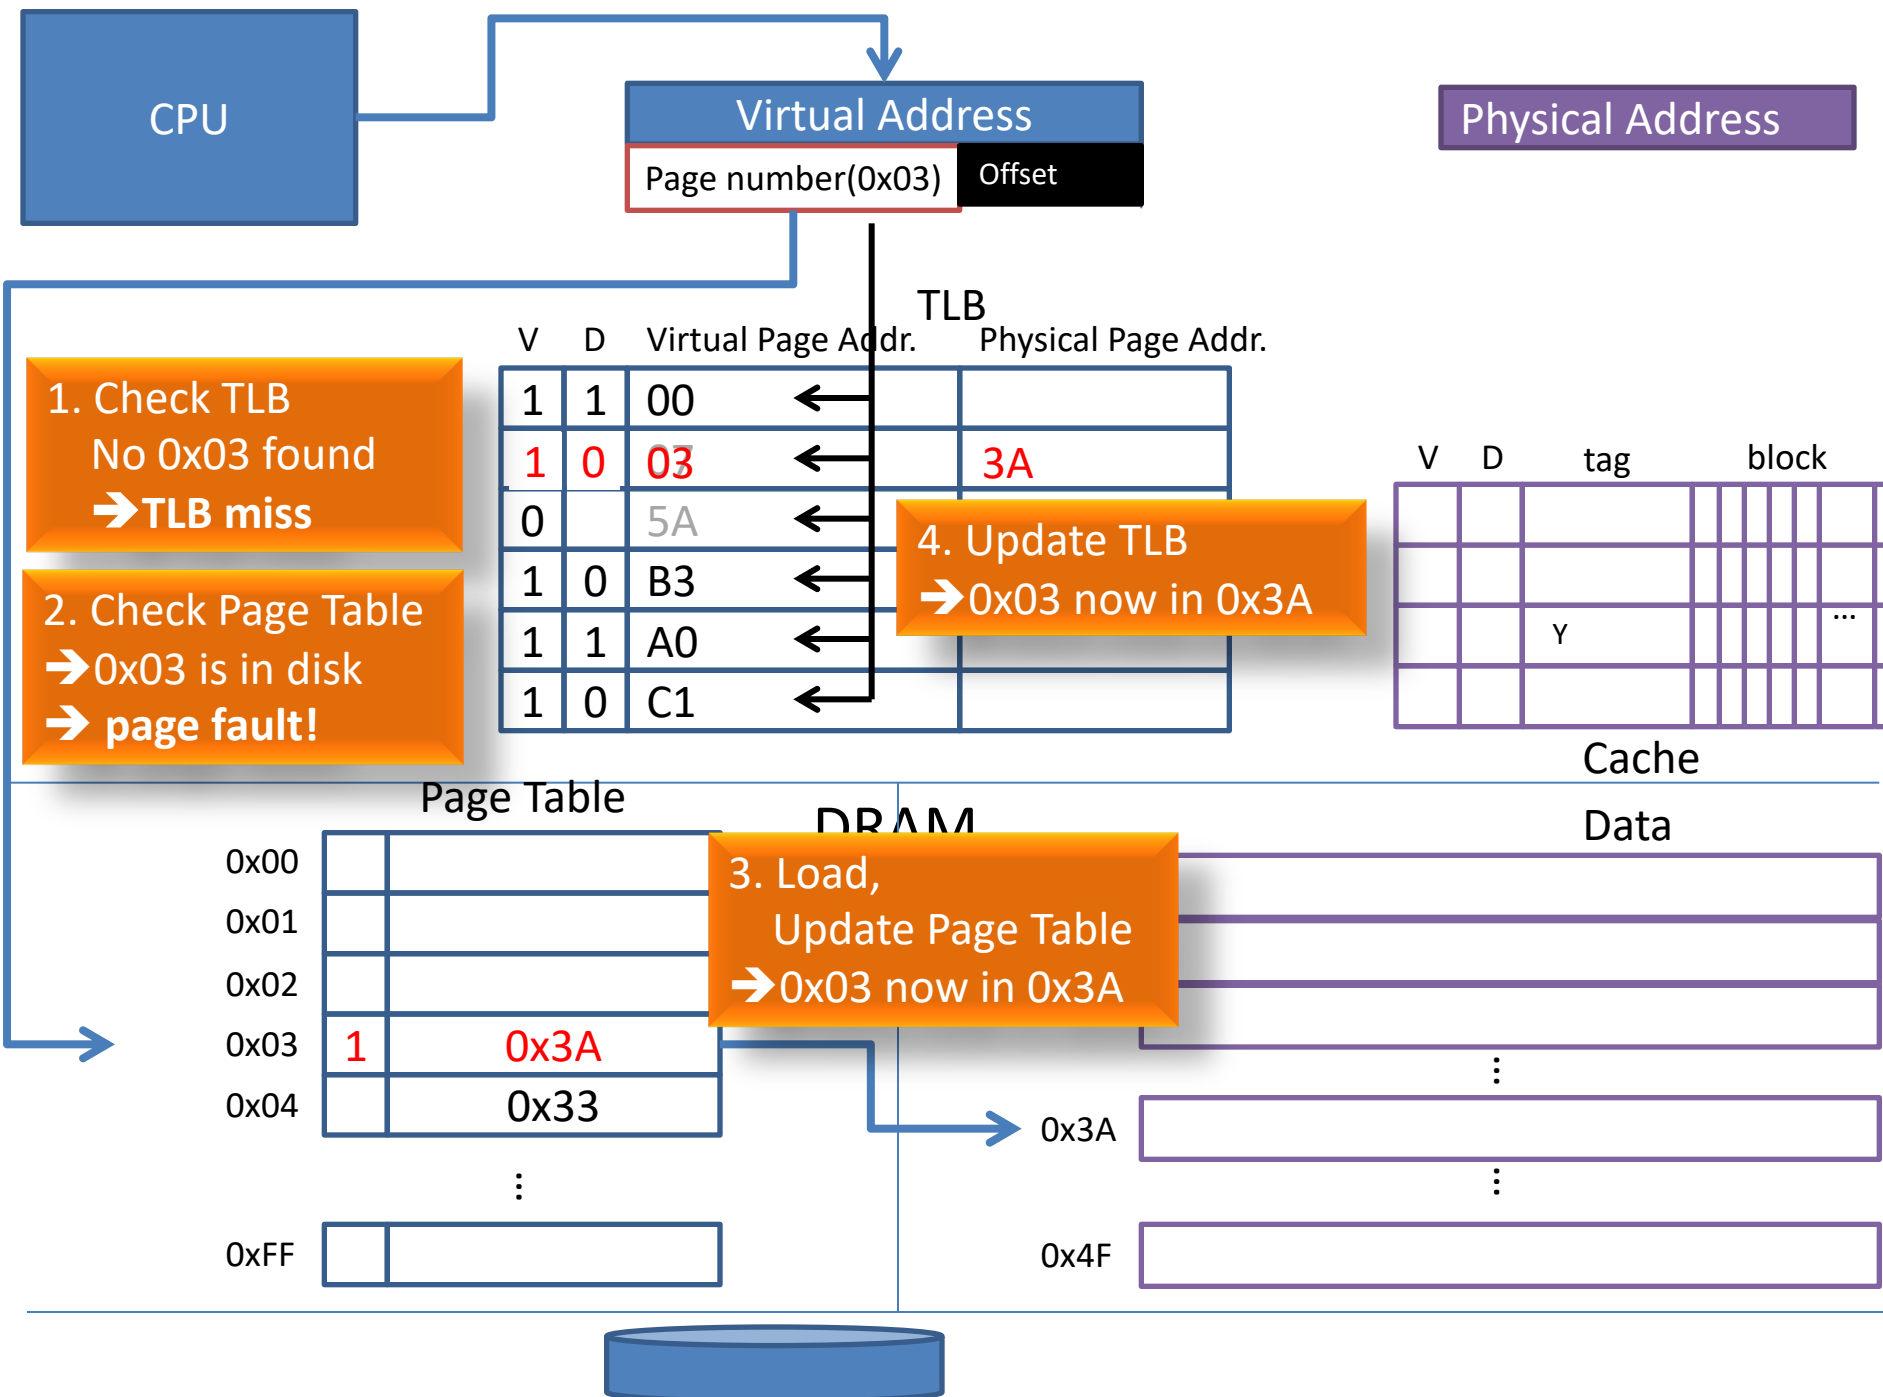 CPU
Virtual Address
Physical Address
Page number(0x03) Offset
TLB
V D Virtual Page Addr. Physical Page Addr.
1 1 00
1 0 03 3A
0 5A
1 0 B3
1 1 A0
1 0 C1
1. Check TLB
No 0x03 found
➔TLB miss
2. Check Page Table
➔0x03 is in disk
➔ page fault!
4. Update TLB
➔0x03 now in 0x3A
V D tag block
Y ...
Cache
Page Table
DRAM
Data
0x00
0x01
0x02
0x03 1 0x3A
0x04 0x33
...
0xFF
3. Load,
Update Page Table
➔0x03 now in 0x3A
...
0x3A
...
0x4F